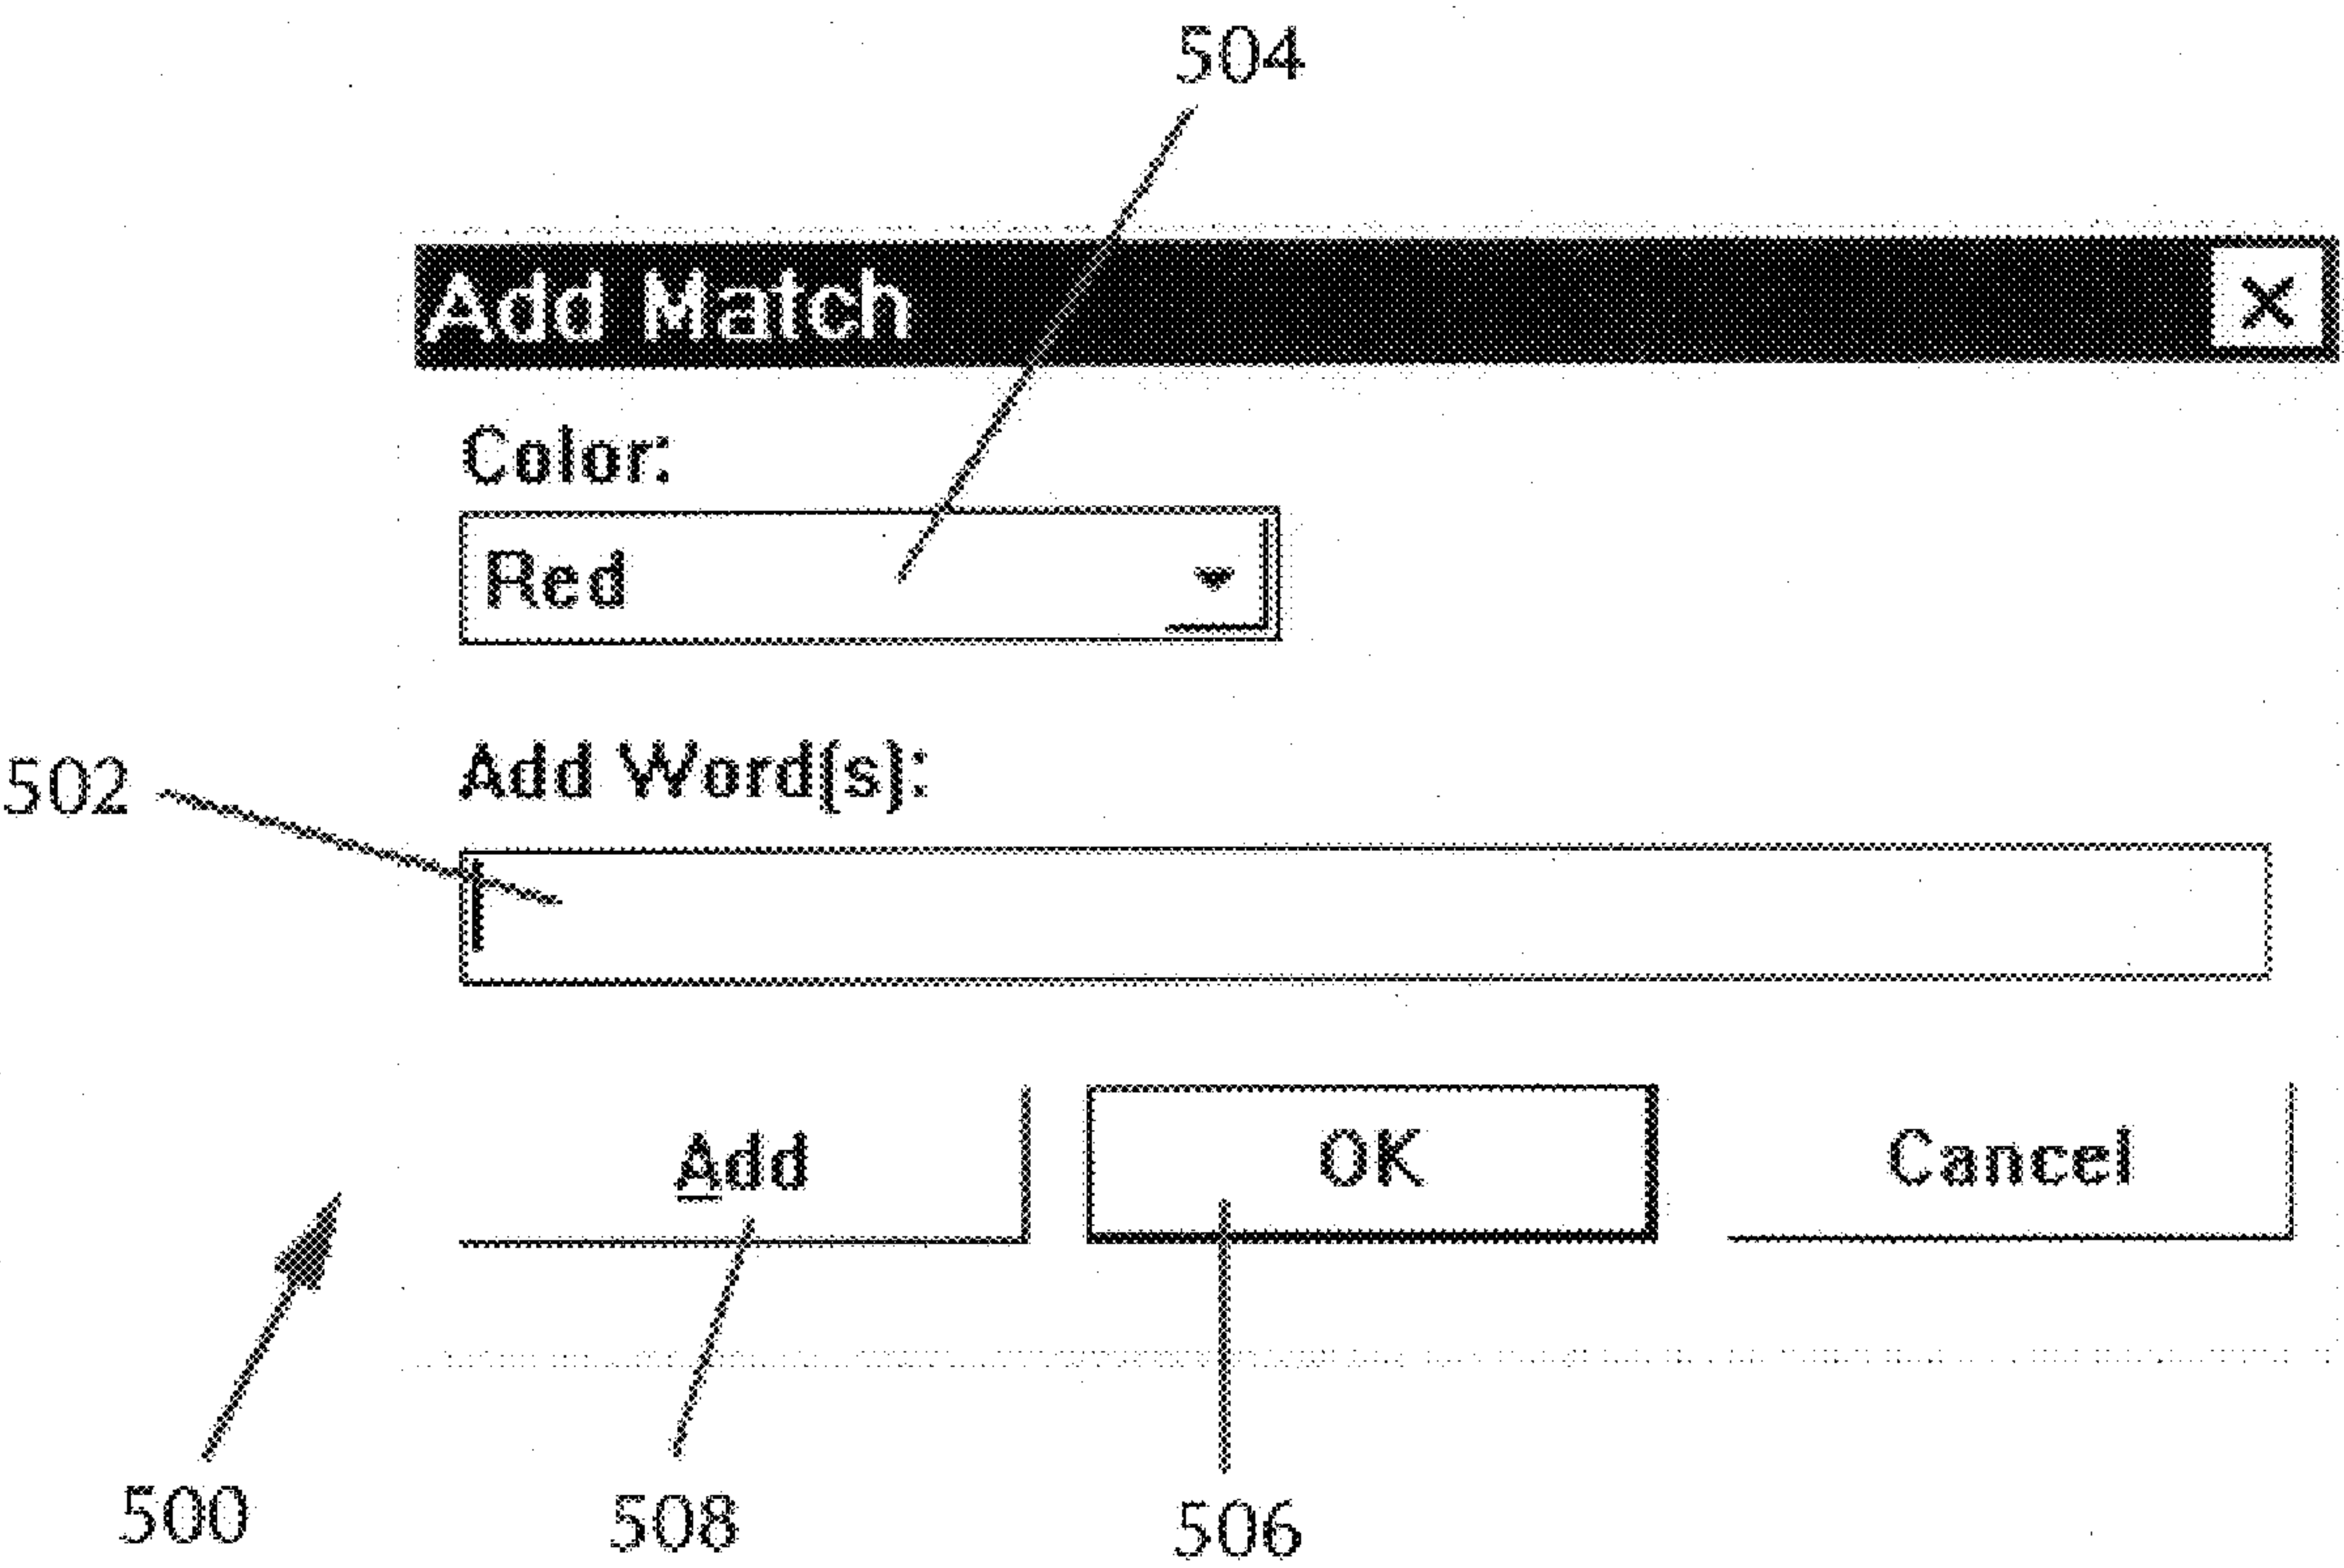 504
Add Match ×
Color:
Red
Add Word(s):
502
Add OK Cancel
500 508 506